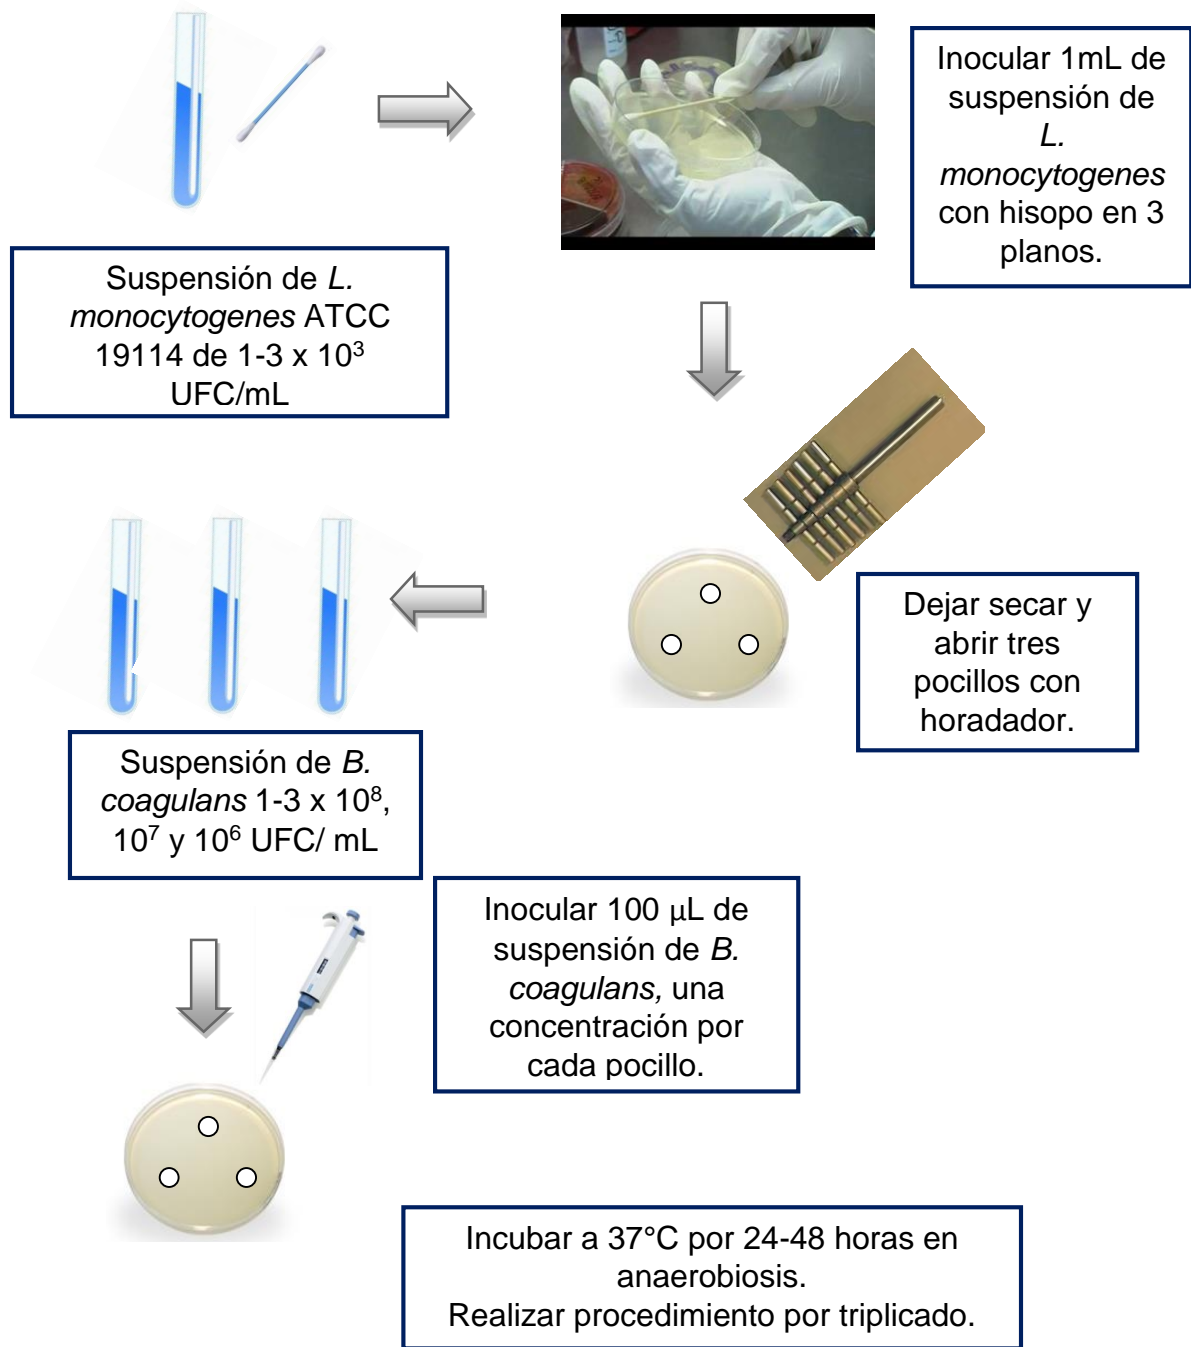 Inocular 1mL de
suspensión de
L.
monocytogenes
con hisopo en 3
planos.
Suspensión de L.
monocytogenes ATCC
19114 de 1-3 x 10³
UFC/mL
Dejar secar y
abrir tres
pocillos con
horadador.
Suspensión de B.
coagulans 1-3 x 10⁸,
10⁷ y 10⁶ UFC/ mL
Inocular 100 µL de
suspensión de B.
coagulans, una
concentración por
cada pocillo.
Incubar a 37°C por 24-48 horas en
anaerobiosis.
Realizar procedimiento por triplicado.